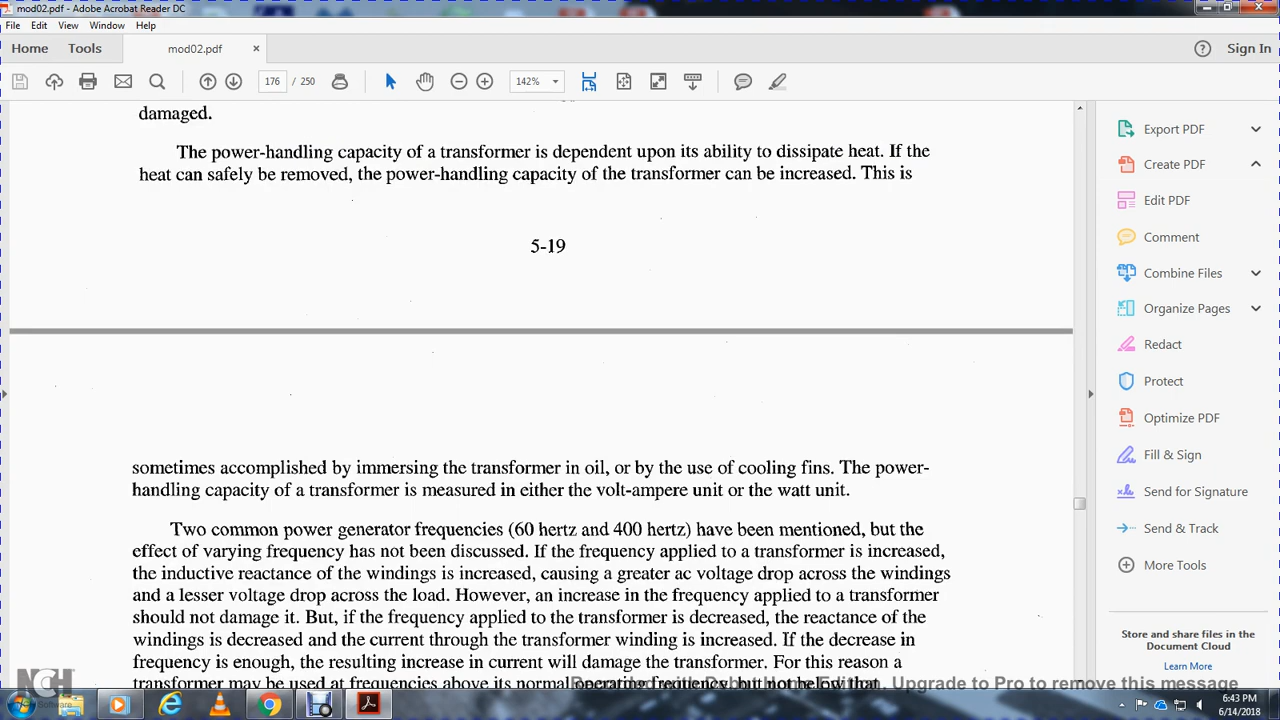 mod02.pdf - Adobe Acrobat Reader DC
File Edit View Window Help
Home Tools mod02.pdf × Sign In
176 / 250 142%
damaged.
The power-handling capacity of a transformer is dependent upon its ability to dissipate heat. If the
heat can safely be removed, the power-handling capacity of the transformer can be increased. This is
5-19
sometimes accomplished by immersing the transformer in oil, or by the use of cooling fins. The power-
handling capacity of a transformer is measured in either the volt-ampere unit or the watt unit.
Two common power generator frequencies (60 hertz and 400 hertz) have been mentioned, but the
effect of varying frequency has not been discussed. If the frequency applied to a transformer is increased,
the inductive reactance of the windings is increased, causing a greater ac voltage drop across the windings
and a lesser voltage drop across the load. However, an increase in the frequency applied to a transformer
should not damage it. But, if the frequency applied to the transformer is decreased, the reactance of the
windings is decreased and the current through the transformer winding is increased. If the decrease in
frequency is enough, the resulting increase in current will damage the transformer. For this reason a
transformer may be used at frequencies above its normal operating frequency, but not below that
Export PDF
Create PDF
Edit PDF
Comment
Combine Files
Organize Pages
Redact
Protect
Optimize PDF
Fill & Sign
Send for Signature
Send & Track
More Tools
Store and share files in the
Document Cloud
Learn More
NCH
Software
Recorded with Debut Home Edition. Upgrade to Pro to remove this message
6:43 PM
6/14/2018